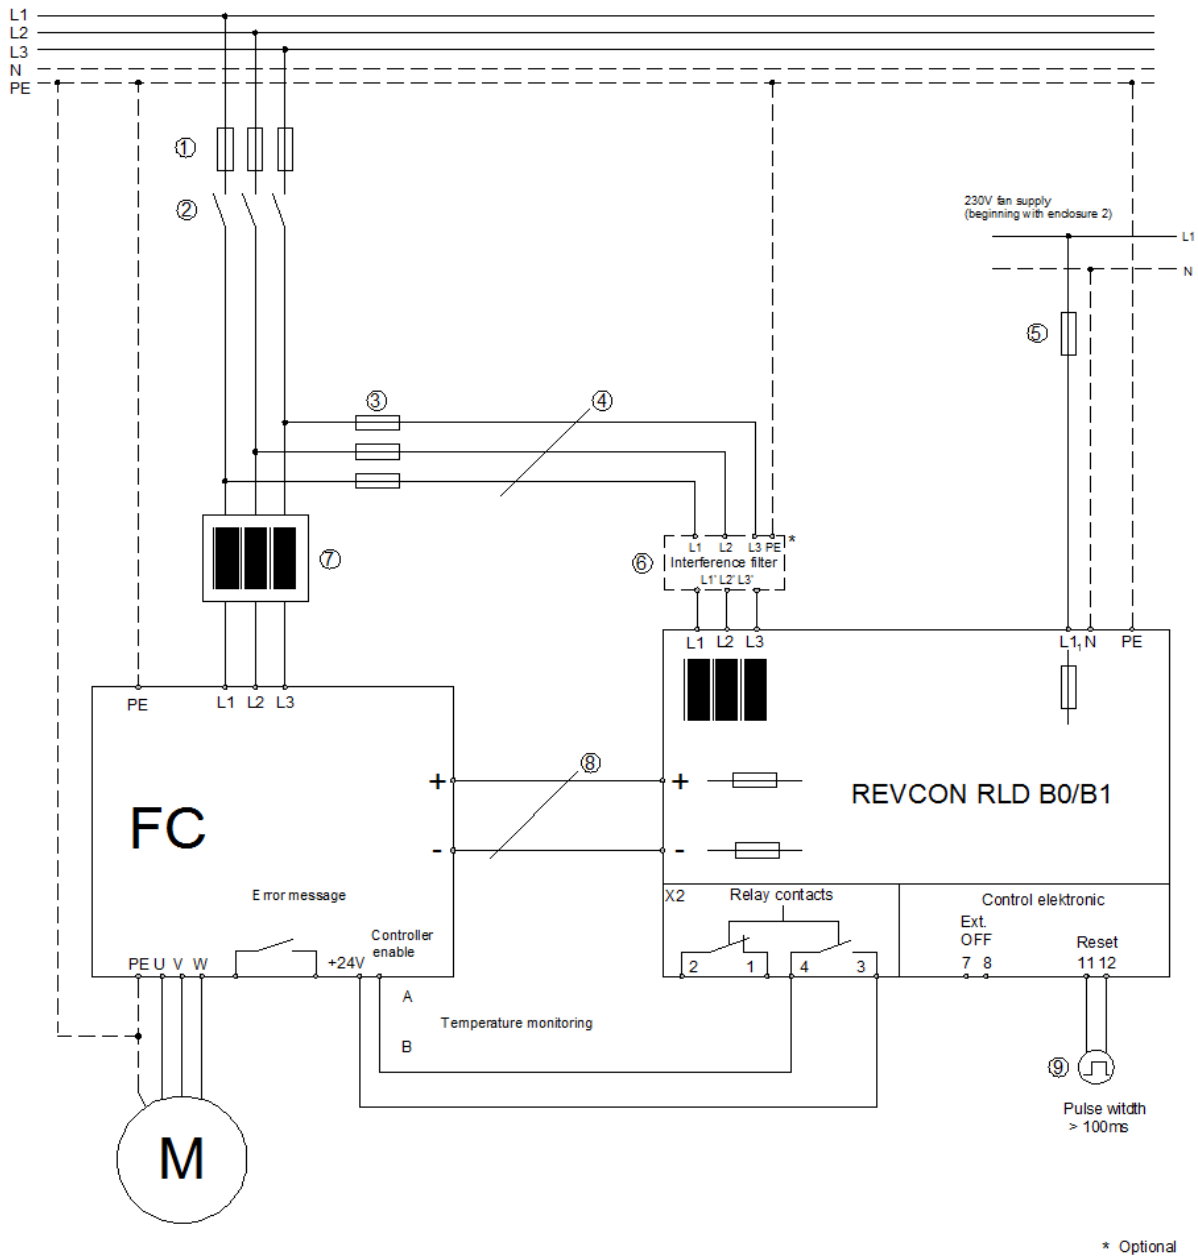 L1
L2
L3
N
PE
①
②
230V fan supply
(beginning with enclosure 2)
L1
N
⑤
③
④
⑦
⑥
L1 L2 L3 PE *
Interference filter
L1' L2' L3'
L1 L2 L3
L1, N PE
PE
L1 L2 L3
+
+
⑧
FC
REVCON RLD B0/B1
-
-
Error message
X2
Relay contacts
Control elektronic
Controller
enable
Ext.
OFF
Reset
PE U V W
+24V
2 1 4 3
7 8
11 12
A
Temperature monitoring
B
⑨
Pulse witdth
> 100ms
M
* Optional